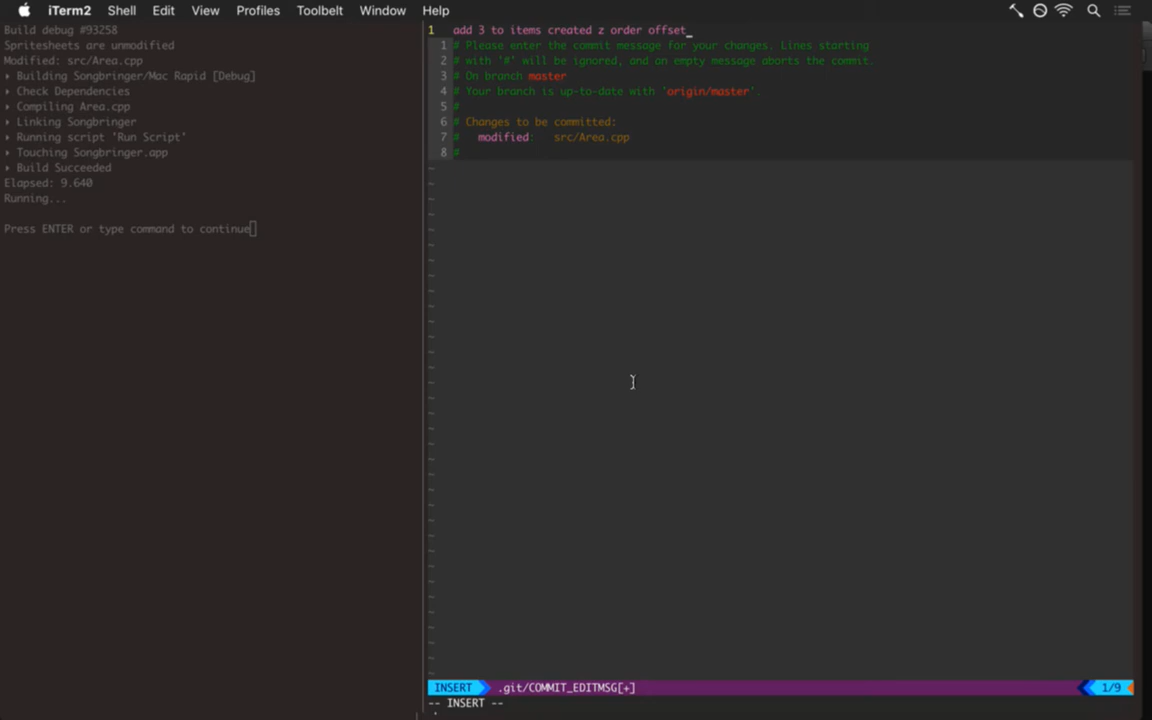 iTerm2 Shell Edit View Profiles Toolbelt Window Help
Build debug #93258
Spritesheets are unmodified
Modified: src/Area.cpp
▸ Building Songbringer/Mac Rapid [Debug]
▸ Check Dependencies
▸ Compiling Area.cpp
▸ Linking Songbringer
▸ Running script 'Run Script'
▸ Touching Songbringer.app
▸ Build Succeeded
Elapsed: 9.640
Running...
Press ENTER or type command to continue
1 add 3 to items created z order offset_
1 # Please enter the commit message for your changes. Lines starting
2 # with '#' will be ignored, and an empty message aborts the commit.
3 # On branch master
4 # Your branch is up-to-date with 'origin/master'.
5 #
6 # Changes to be committed:
7 # modified: src/Area.cpp
8 #
INSERT .git/COMMIT_EDITMSG[+] 1/9
-- INSERT --